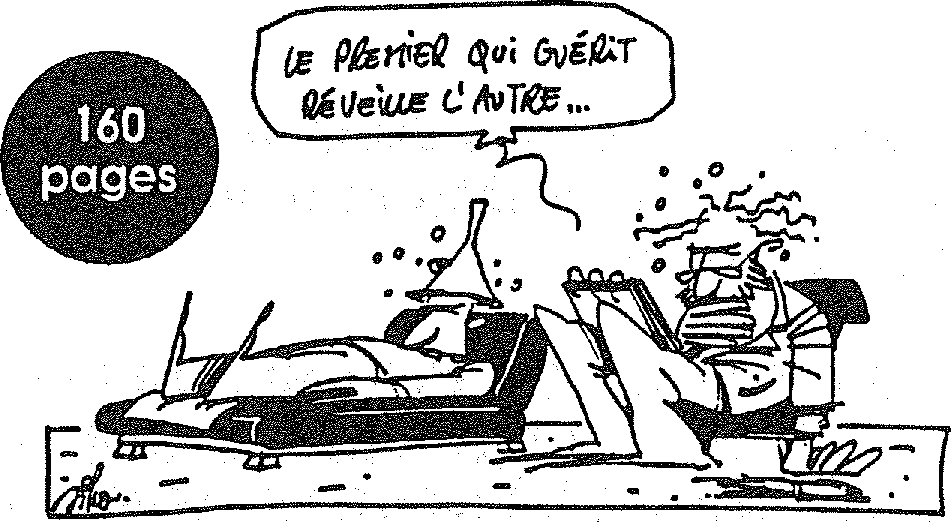 160
pages
LE PREMIER QUI GUÉRIT
RÉVEILLE L'AUTRE...